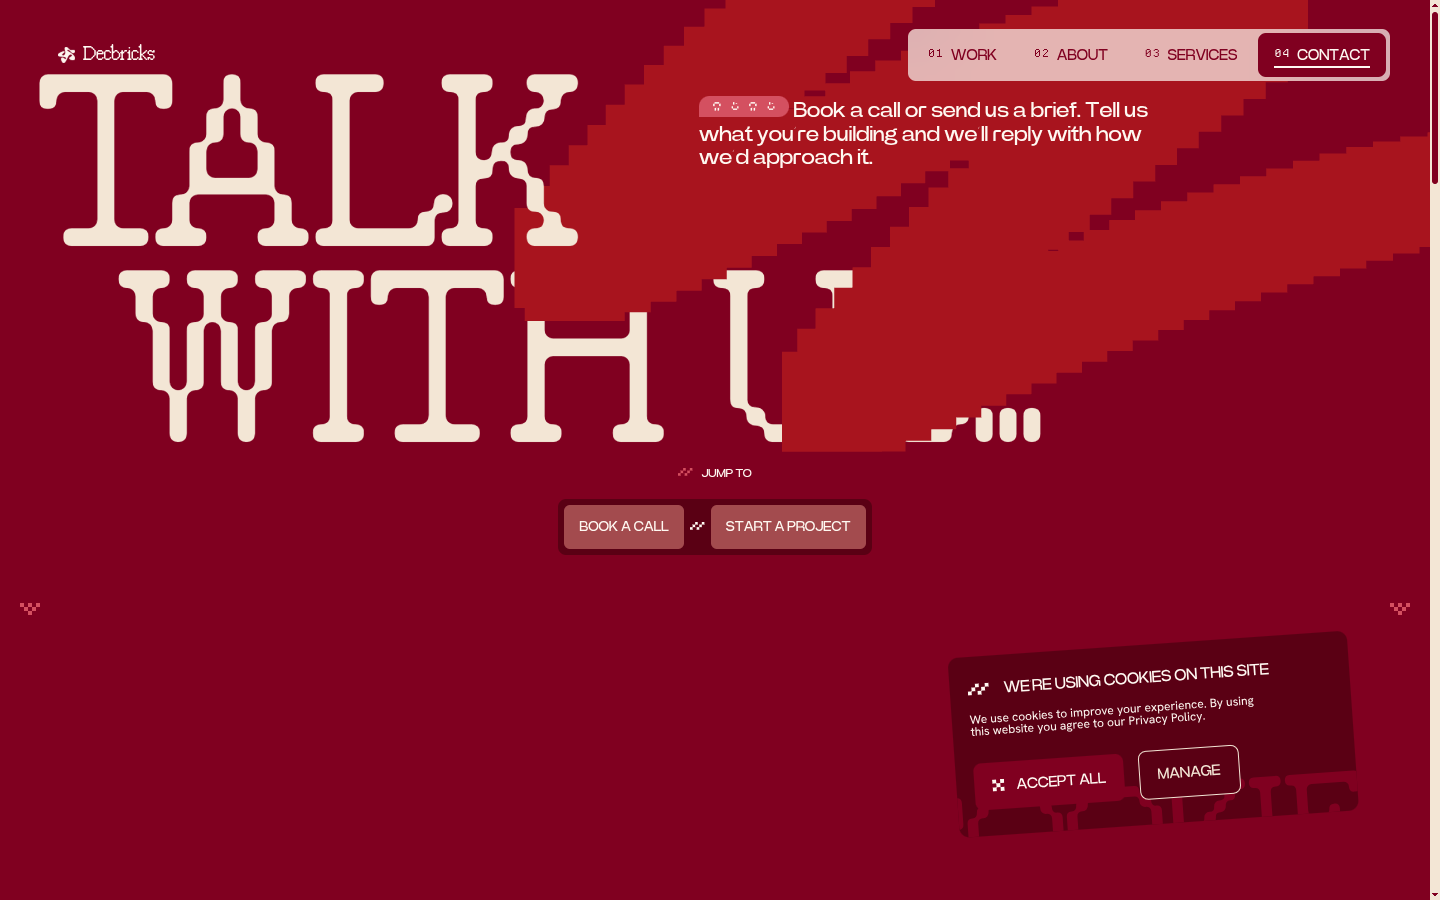 Decbricks
01 WORK
02 ABOUT
03 SERVICES
04 CONTACT
TALK
WITH U
Book a call or send us a brief. Tell us
what you're building and we'll reply with how
we'd approach it.
JUMP TO
BOOK A CALL
START A PROJECT
WE'RE USING COOKIES ON THIS SITE
We use cookies to improve your experience. By using
this website you agree to our Privacy Policy.
ACCEPT ALL
MANAGE